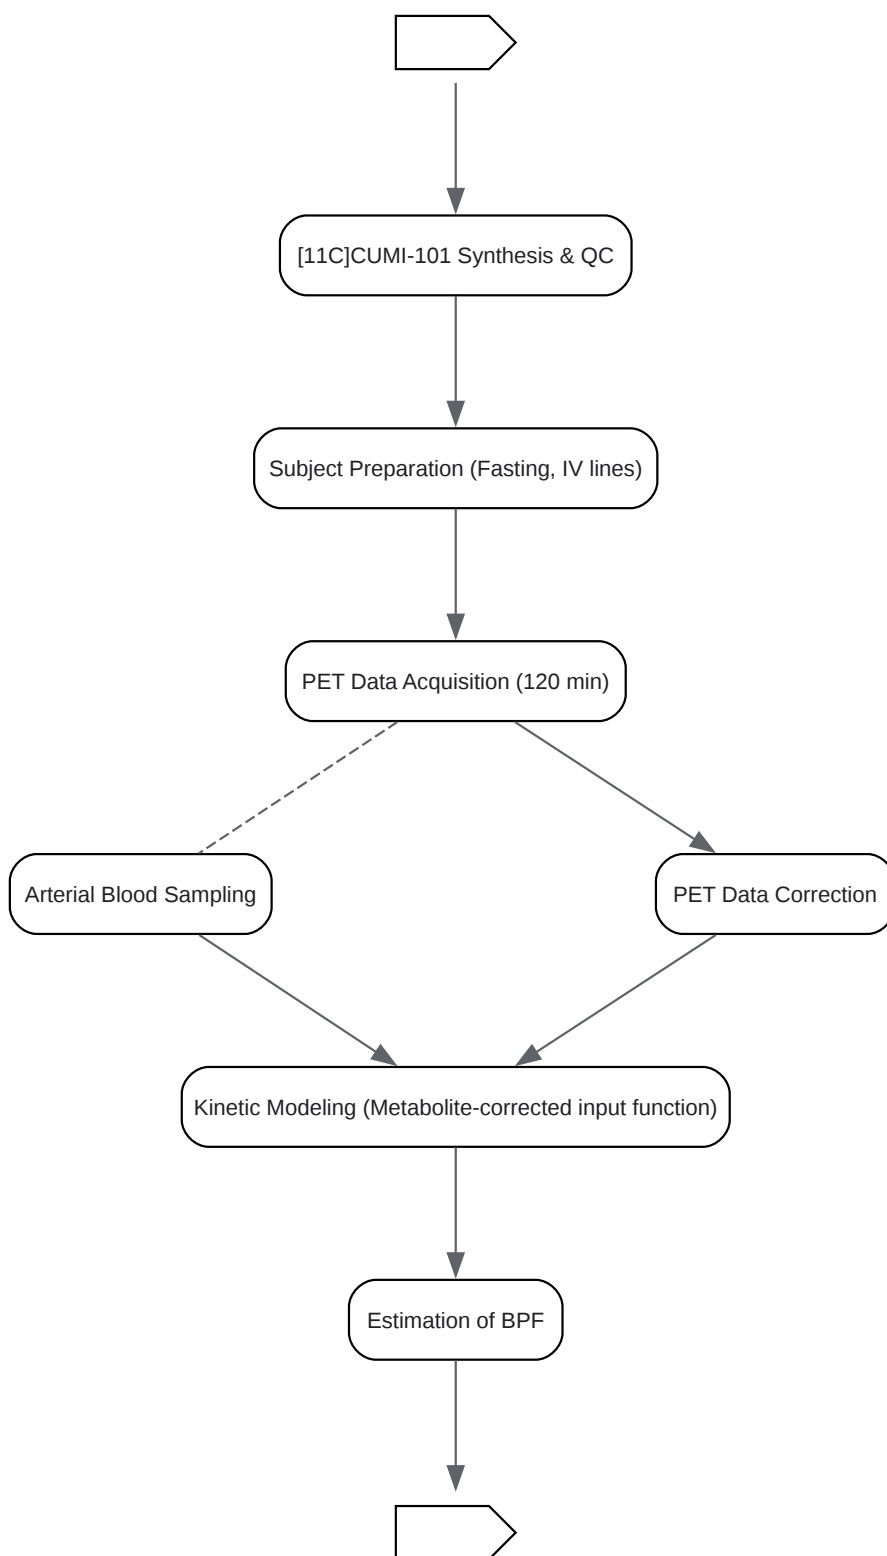 [11C]CUMI-101 Synthesis & QC
Subject Preparation (Fasting, IV lines)
PET Data Acquisition (120 min)
Arterial Blood Sampling
PET Data Correction
Kinetic Modeling (Metabolite-corrected input function)
Estimation of BPF